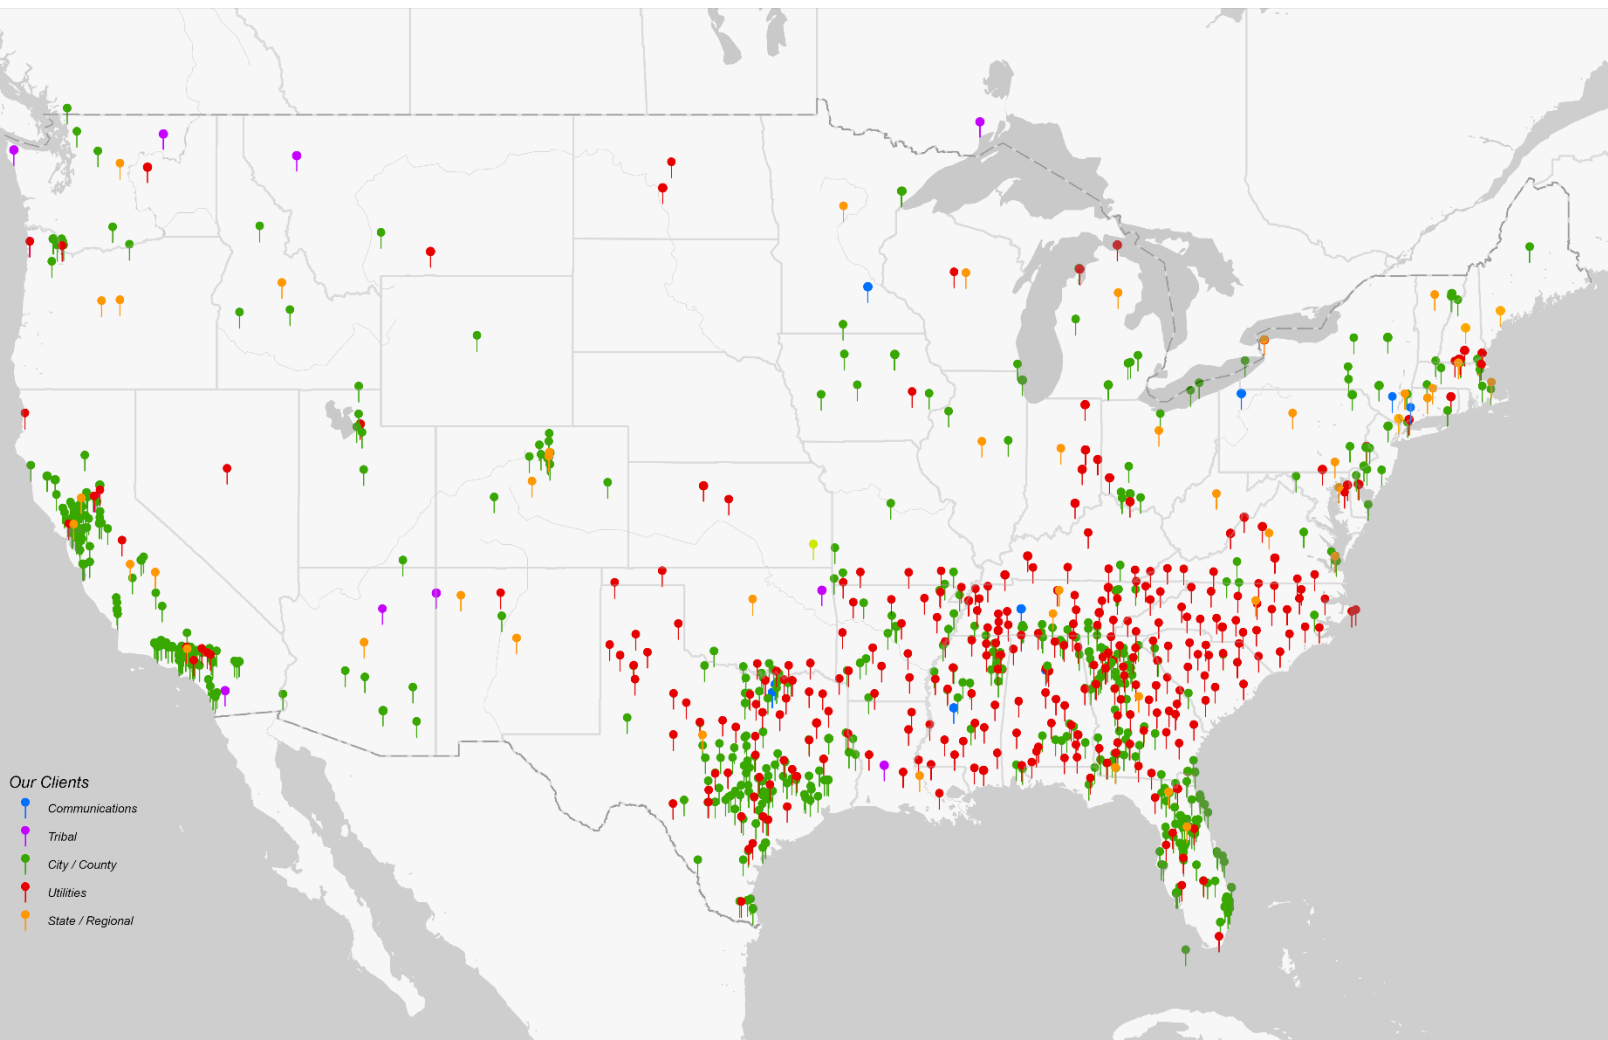 Our Clients
Communications
Tribal
City / County
Utilities
State / Regional